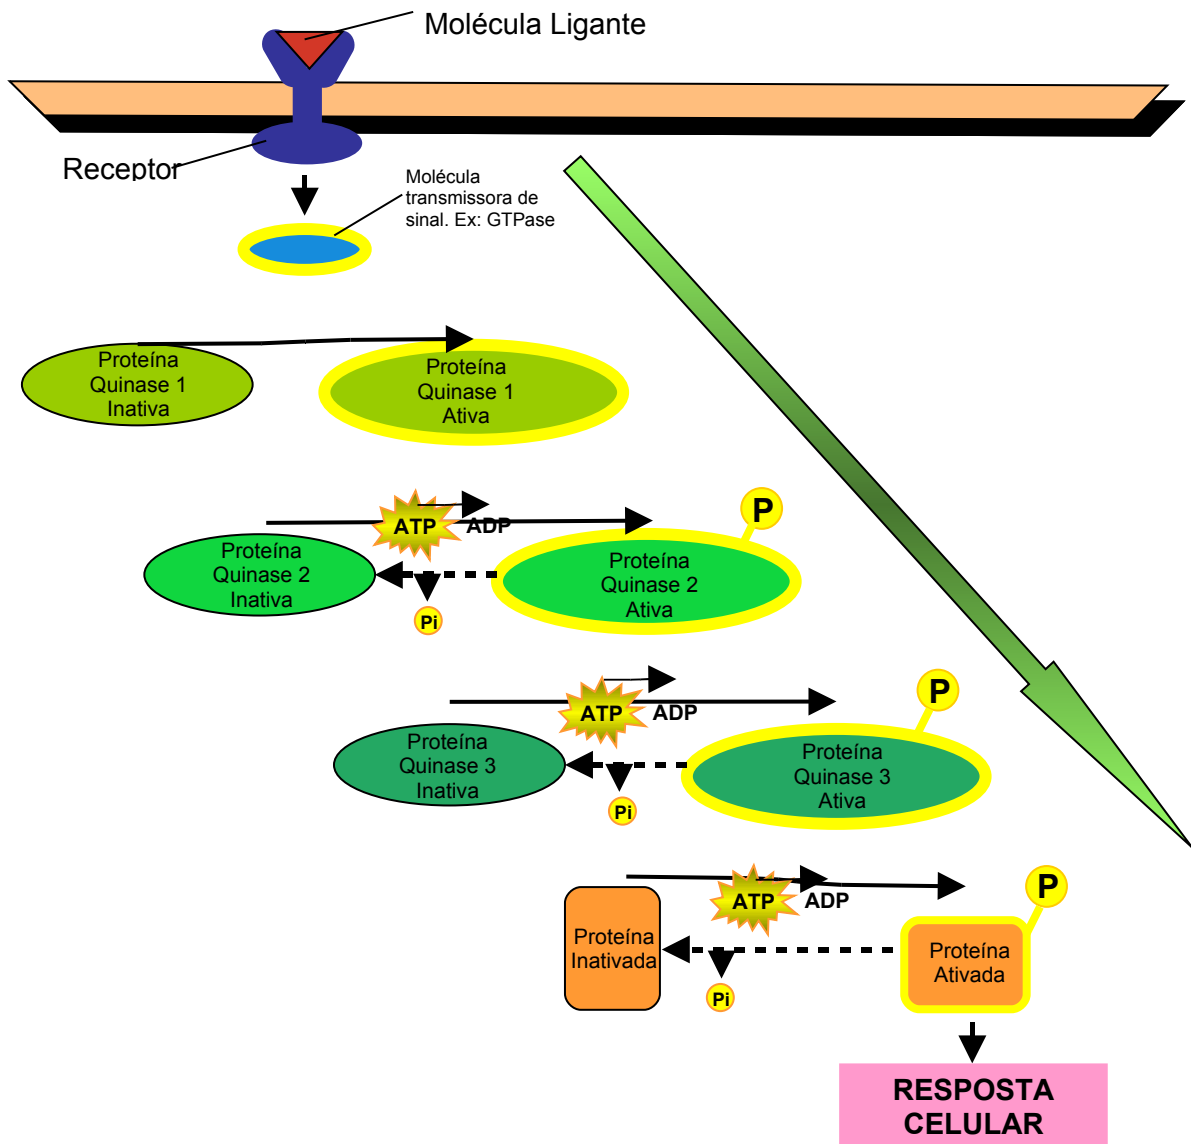 Molécula Ligante
Receptor
Molécula
transmissora de
sinal. Ex: GTPase
Proteína
Quinase 1
Inativa
Proteína
Quinase 1
Ativa
ATP
ADP
P
Proteína
Quinase 2
Inativa
Proteína
Quinase 2
Ativa
Pi
ATP
ADP
P
Proteína
Quinase 3
Inativa
Proteína
Quinase 3
Ativa
Pi
ATP
ADP
P
Proteína
Inativada
Proteína
Ativada
Pi
RESPOSTA
CELULAR